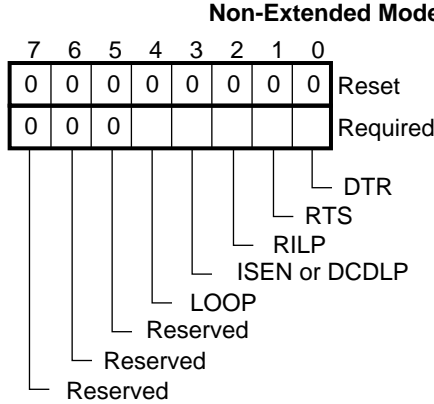 Non-Extended Mode
7 6 5 4 3 2 1 0
0 0 0 0 0 0 0 0 Reset
0 0 0 Required
DTR
RTS
RILP
ISEN or DCDLP
LOOP
Reserved
Reserved
Reserved